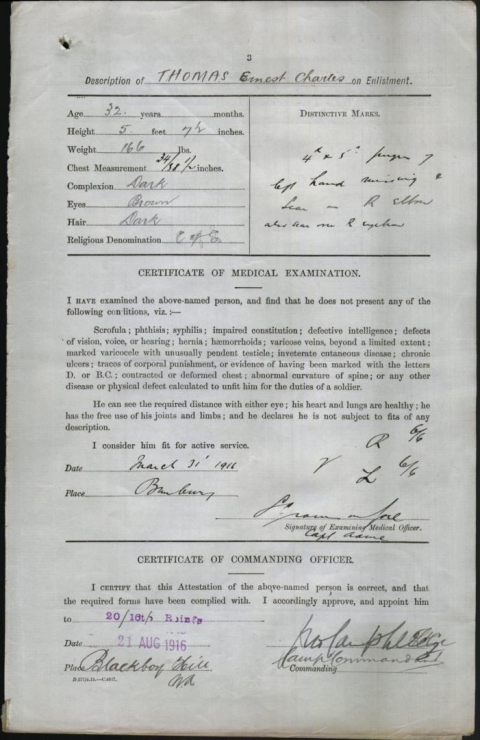 3
Description of THOMAS Ernest Charles on Enlistment.
Age 32 years months.
Height 5 feet 7½ inches.
Weight 166 lbs.
Chest Measurement 34/38 ½ inches.
Complexion Dark
Eyes Brown
Hair Dark
Religious Denomination C of E
DISTINCTIVE MARKS.
4th & 5th fingers of
left hand missing &
Scar on R elbow
also scar over R eyebrow
CERTIFICATE OF MEDICAL EXAMINATION.
I HAVE examined the above-named person, and find that he does not present any of the
following conditions, viz. :—
Scrofula; phthisis; syphilis; impaired constitution; defective intelligence; defects
of vision, voice, or hearing; hernia; hæmorrhoids; varicose veins, beyond a limited extent;
marked varicocele with unusually pendent testicle; inveterate cutaneous disease; chronic
ulcers; traces of corporal punishment, or evidence of having been marked with the letters
D. or B.C.; contracted or deformed chest; abnormal curvature of spine; or any other
disease or physical defect calculated to unfit him for the duties of a soldier.
He can see the required distance with either eye; his heart and lungs are healthy; he
has the free use of his joints and limbs; and he declares he is not subject to fits of any
description.
I consider him fit for active service.
R 6/6
V
L 6/6
Date March 31st 1916
Place Bunbury
Signature of Examining Medical Officer.
Capt aamc
CERTIFICATE OF COMMANDING OFFICER.
I CERTIFY that this Attestation of the above-named person is correct, and that
the required forms have been complied with. I accordingly approve, and appoint him
to 20/16th Reinfs
Date 21 AUG 1916
Place Blackboy Hill
WA
Camp Commandant
Commanding